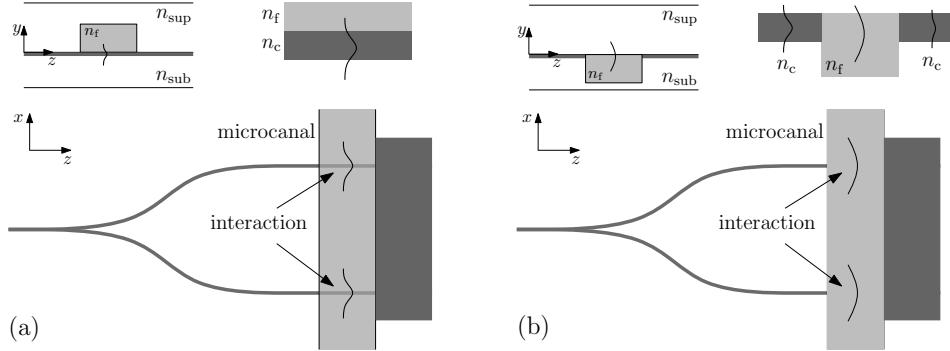 y
z
n_sup
n_f
n_sub
n_f
n_c
x
z
microcanal
interaction
(a)
y
z
n_sup
n_f
n_sub
n_c
n_f
n_c
x
z
microcanal
interaction
(b)